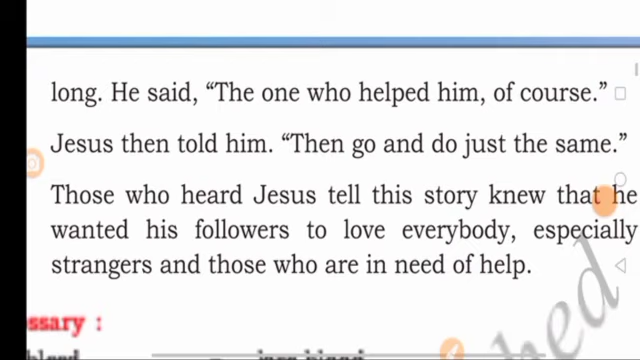 long. He said, “The one who helped him, of course.”
Jesus then told him. “Then go and do just the same.”
Those who heard Jesus tell this story knew that he
wanted his followers to love everybody, especially
strangers and those who are in need of help.
ssary :